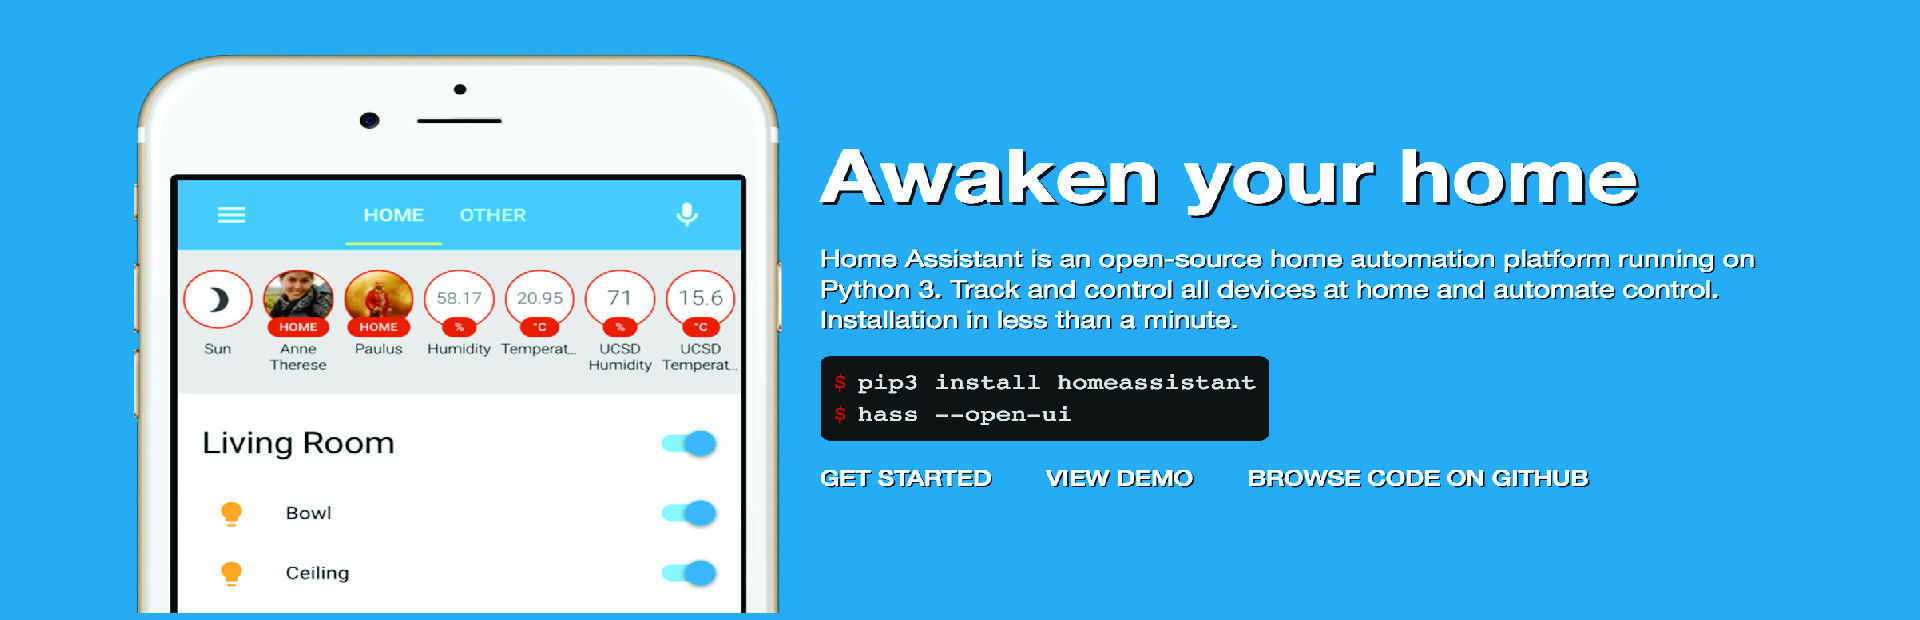 HOME OTHER
58.17 20.95 71 15.6
HOME HOME % °C % °C
Sun Anne Therese Paulus Humidity Temperat... UCSD Humidity UCSD Temperat...
Living Room
Bowl
Ceiling
Awaken your home
Home Assistant is an open-source home automation platform running on
Python 3. Track and control all devices at home and automate control.
Installation in less than a minute.
$ pip3 install homeassistant
$ hass --open-ui
GET STARTED VIEW DEMO BROWSE CODE ON GITHUB